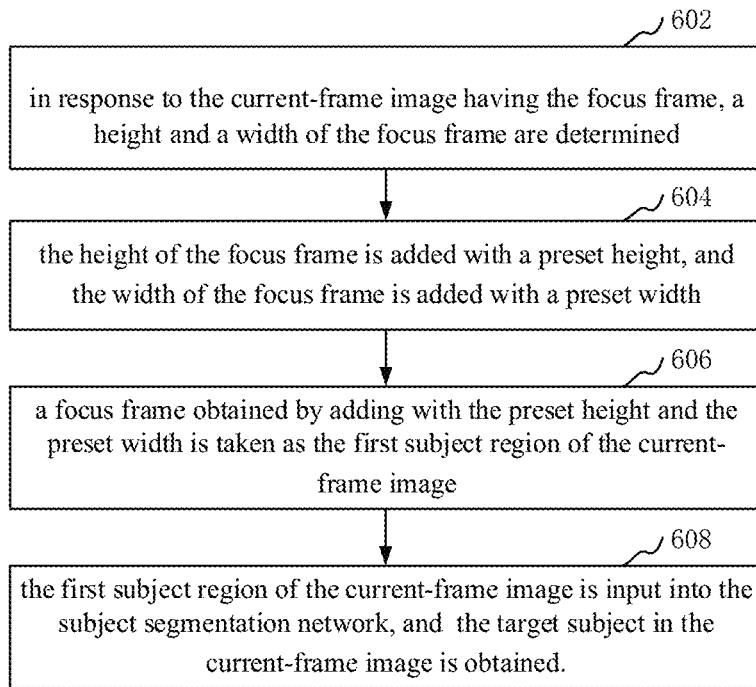 602
in response to the current-frame image having the focus frame, a
height and a width of the focus frame are determined
604
the height of the focus frame is added with a preset height, and
the width of the focus frame is added with a preset width
606
a focus frame obtained by adding with the preset height and the
preset width is taken as the first subject region of the current-
frame image
608
the first subject region of the current-frame image is input into the
subject segmentation network, and the target subject in the
current-frame image is obtained.